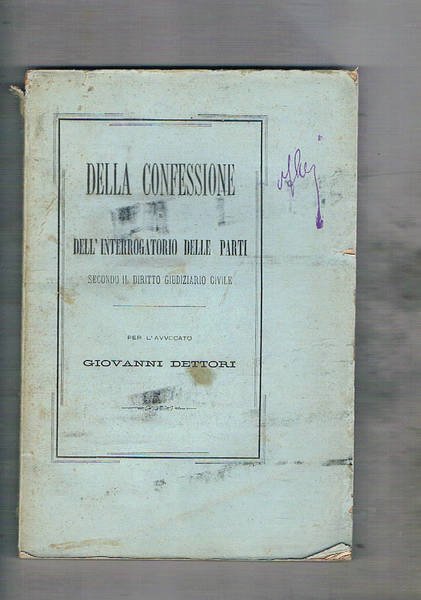 DELLA CONFESSIONE
DELL'INTERROGATORIO DELLE PARTI
SECONDO IL DIRITTO GIUDIZIARIO CIVILE
PER L'AVVOCATO
GIOVANNI DETTORI